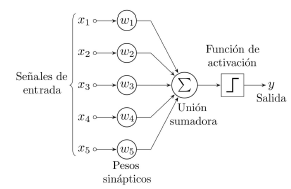 x1
w1
x2
w2
Función de
activación
Señales de
entrada
x3
w3
Σ
y
Salida
Unión
sumadora
x4
w4
x5
w5
Pesos
sinápticos